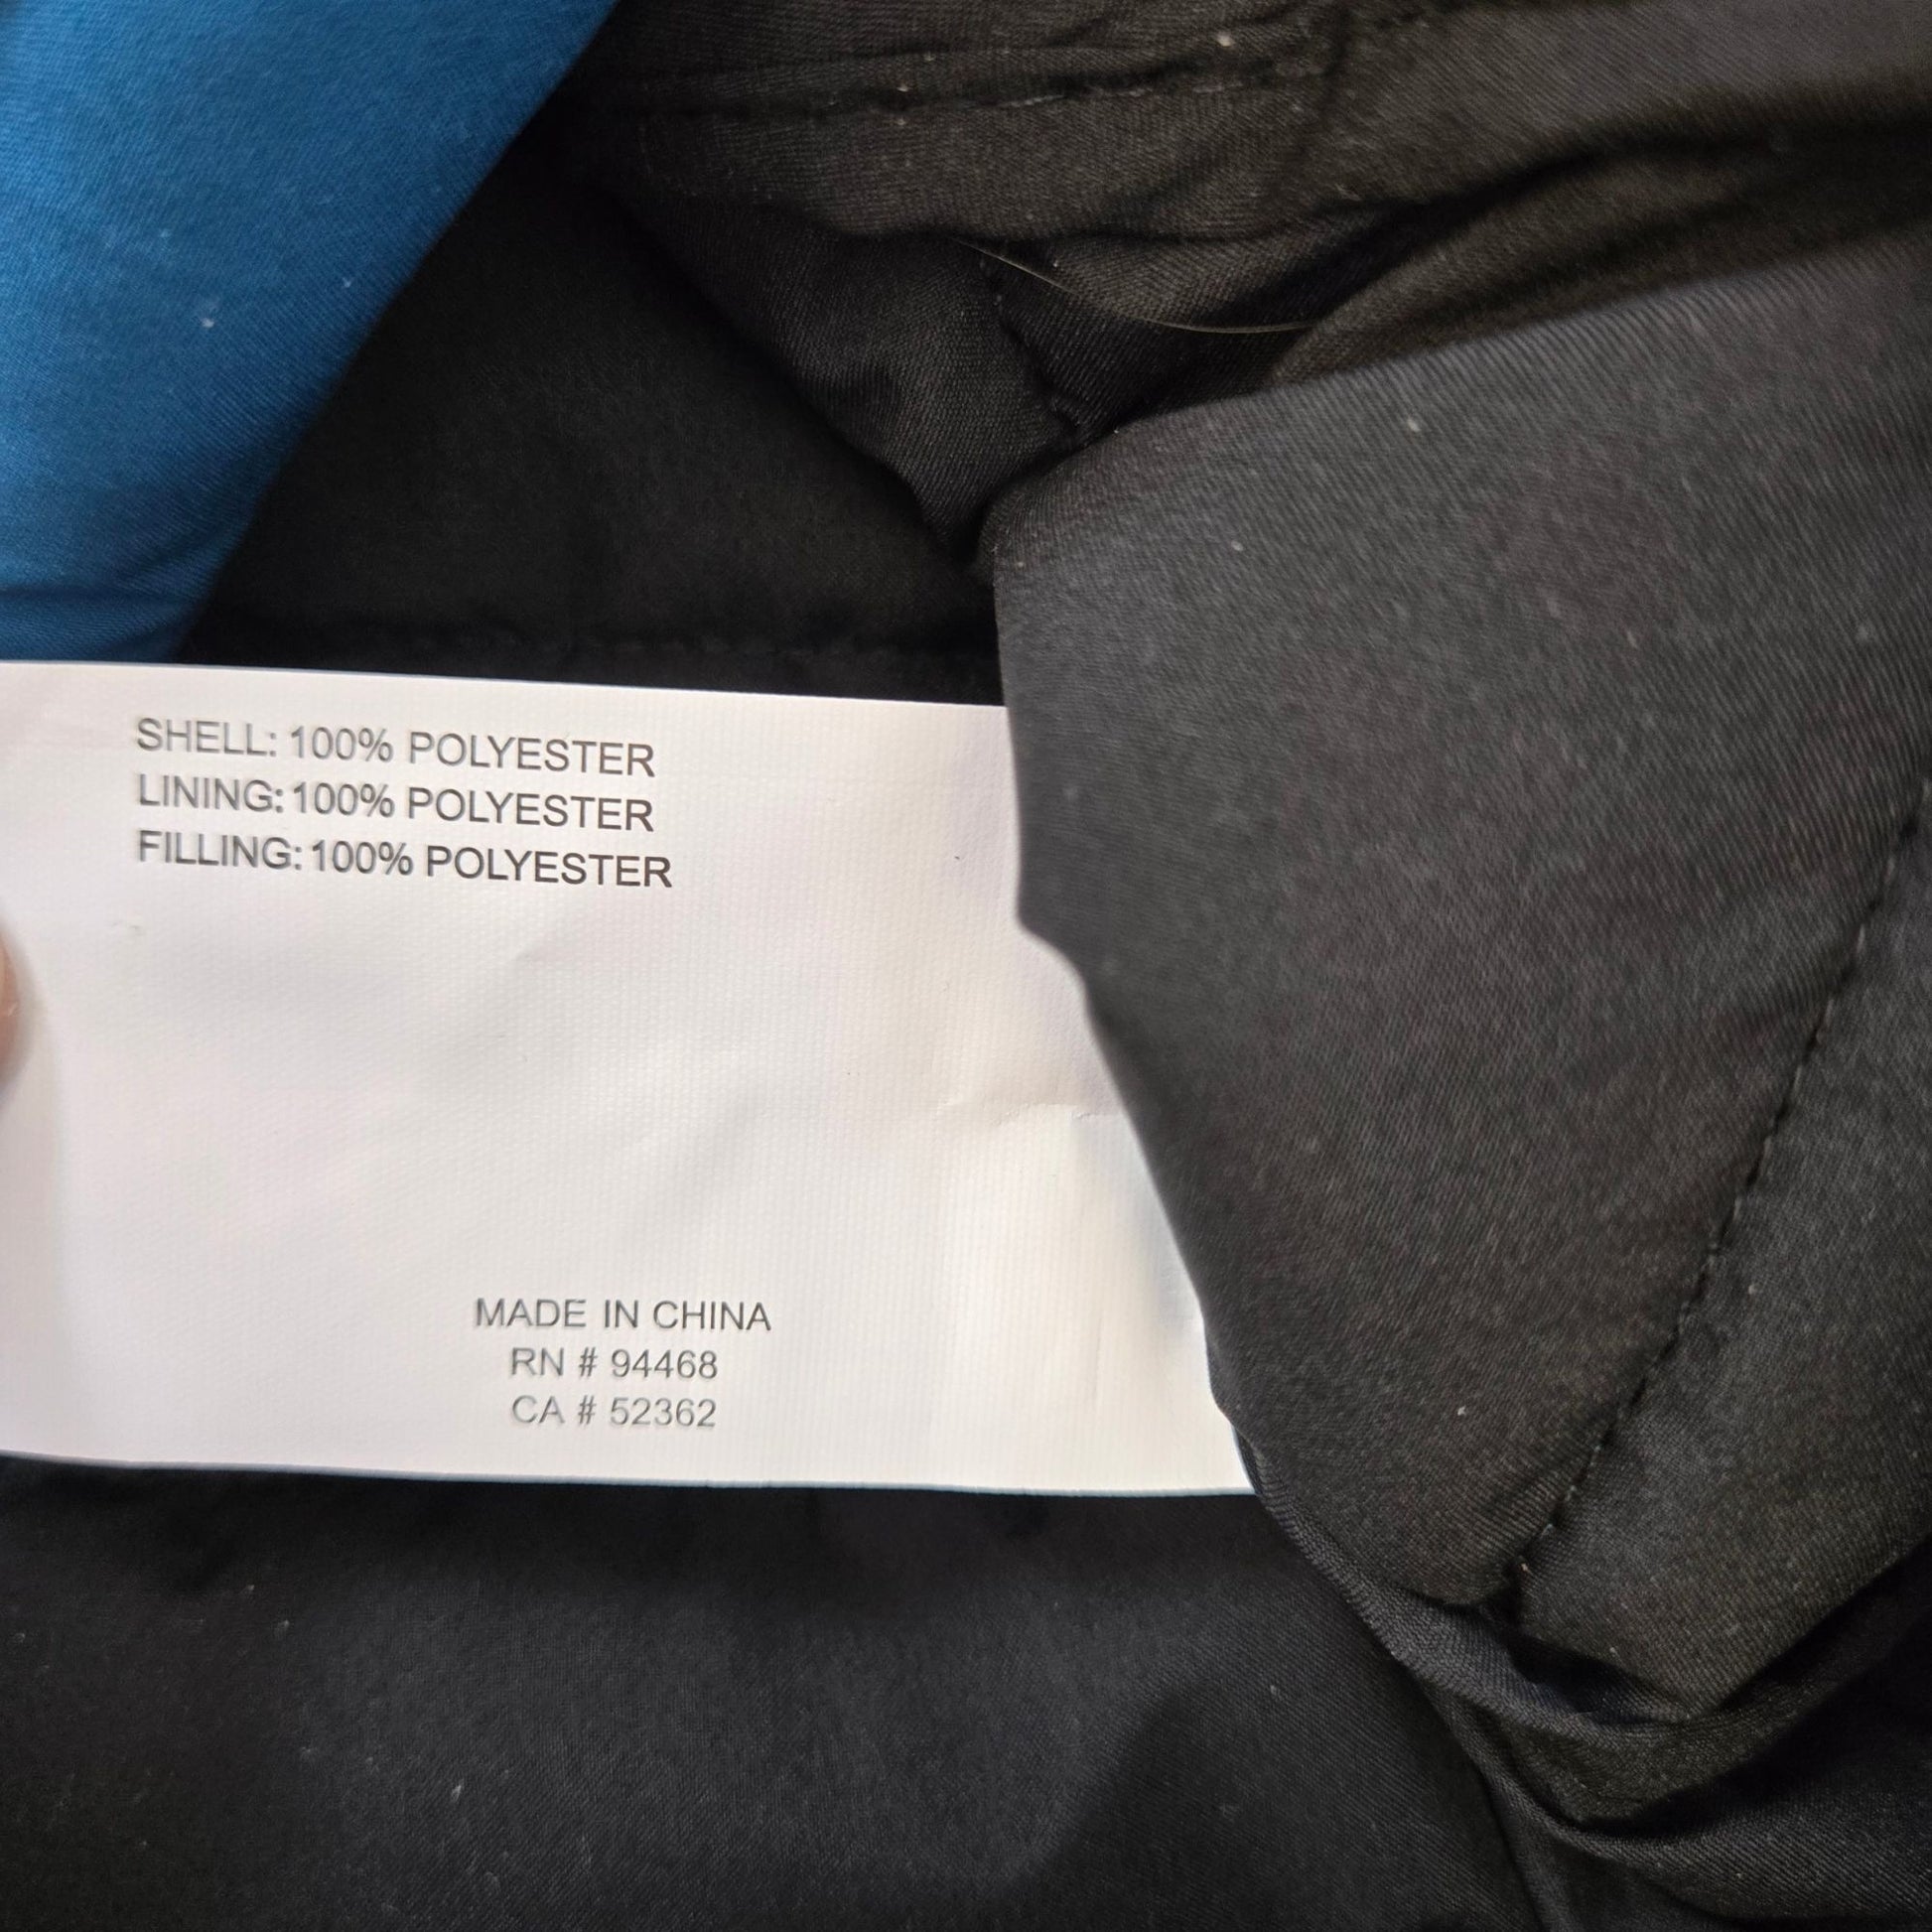 SHELL: 100% POLYESTER
LINING: 100% POLYESTER
FILLING: 100% POLYESTER
MADE IN CHINA
RN # 94468
CA # 52362